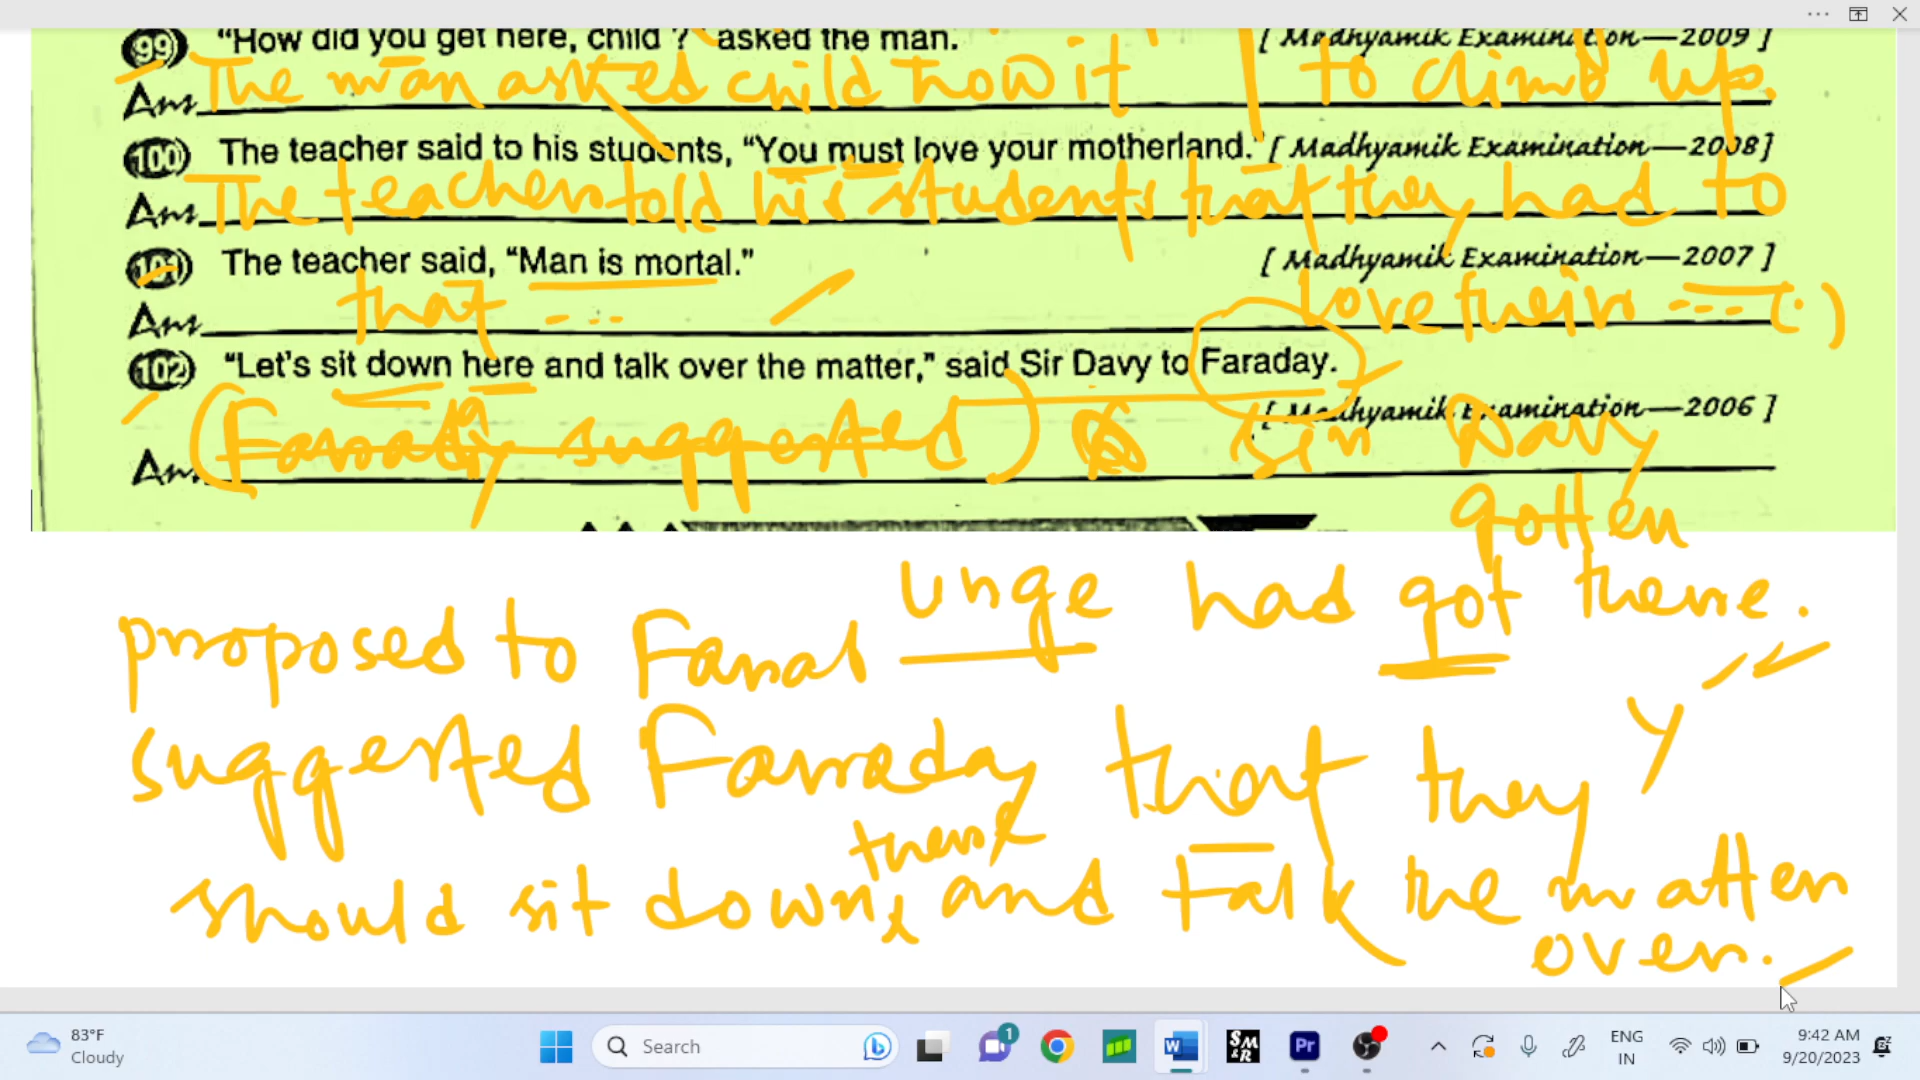 99 "How did you get here, child ?" asked the man. [ Madhyamik Examination—2009 ]
Ans The man asked child how it to climb up.
100 The teacher said to his students, "You must love your motherland." [ Madhyamik Examination—2008 ]
Ans The teacher told his students that they had to
101 The teacher said, "Man is mortal." [ Madhyamik Examination—2007 ]
Ans that --- love their ---- (.)
102 "Let's sit down here and talk over the matter," said Sir Davy to Faraday.
[ Madhyamik Examination—2006 ]
Ans (Faraday suggested) Sir Davy
gotten
proposed to urge had got there.
suggested Faraday that they
there
should sit down and talk the matter
over.
83°F
Cloudy
Search
1
ENG
IN
9:42 AM
9/20/2023
W
SM
&R
Pr